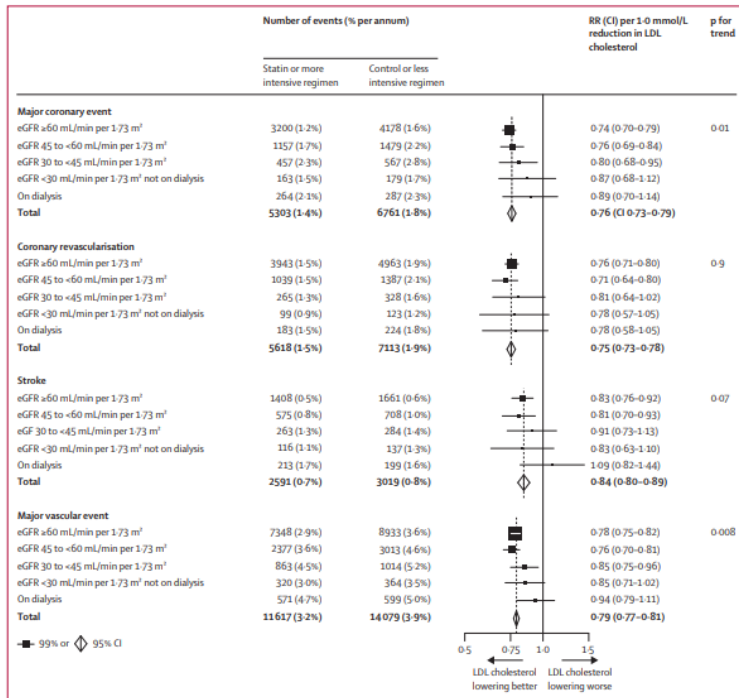 Number of events (% per annum) RR (CI) per 1·0 mmol/L reduction in LDL cholesterol p for trend
Statin or more intensive regimen Control or less intensive regimen
Major coronary event
eGFR ≥60 mL/min per 1·73 m² 3200 (1·2%) 4178 (1·6%) 0·74 (0·70–0·79) 0·01
eGFR 45 to <60 mL/min per 1·73 m² 1157 (1·7%) 1479 (2·2%) 0·76 (0·69–0·84)
eGFR 30 to <45 mL/min per 1·73 m² 457 (2·3%) 567 (2·8%) 0·80 (0·68–0·95)
eGFR <30 mL/min per 1·73 m² not on dialysis 163 (1·5%) 179 (1·7%) 0·87 (0·68–1·12)
On dialysis 264 (2·1%) 287 (2·3%) 0·89 (0·70–1·14)
Total 5303 (1·4%) 6761 (1·8%) 0·76 (CI 0·73–0·79)
Coronary revascularisation
eGFR ≥60 mL/min per 1·73 m² 3943 (1·5%) 4963 (1·9%) 0·76 (0·71–0·80) 0·9
eGFR 45 to <60 mL/min per 1·73 m² 1039 (1·5%) 1387 (2·1%) 0·71 (0·64–0·80)
eGFR 30 to <45 mL/min per 1·73 m² 265 (1·3%) 328 (1·6%) 0·81 (0·64–1·02)
eGFR <30 mL/min per 1·73 m² not on dialysis 99 (0·9%) 123 (1·2%) 0·78 (0·57–1·05)
On dialysis 183 (1·5%) 224 (1·8%) 0·78 (0·58–1·05)
Total 5618 (1·5%) 7113 (1·9%) 0·75 (0·73–0·78)
Stroke
eGFR ≥60 mL/min per 1·73 m² 1408 (0·5%) 1661 (0·6%) 0·83 (0·76–0·92) 0·07
eGFR 45 to <60 mL/min per 1·73 m² 575 (0·8%) 708 (1·0%) 0·81 (0·70–0·93)
eGF 30 to <45 mL/min per 1·73 m² 263 (1·3%) 284 (1·4%) 0·91 (0·73–1·13)
eGFR <30 mL/min per 1·73 m² not on dialysis 116 (1·1%) 137 (1·3%) 0·83 (0·63–1·10)
On dialysis 213 (1·7%) 199 (1·6%) 1·09 (0·82–1·44)
Total 2591 (0·7%) 3019 (0·8%) 0·84 (0·80–0·89)
Major vascular event
eGFR ≥60 mL/min per 1·73 m² 7348 (2·9%) 8933 (3·6%) 0·78 (0·75–0·82) 0·008
eGFR 45 to <60 mL/min per 1·73 m² 2377 (3·6%) 3013 (4·6%) 0·76 (0·70–0·81)
eGFR 30 to <45 mL/min per 1·73 m² 863 (4·5%) 1014 (5·2%) 0·85 (0·75–0·96)
eGFR <30 mL/min per 1·73 m² not on dialysis 320 (3·0%) 364 (3·5%) 0·85 (0·71–1·02)
On dialysis 571 (4·7%) 599 (5·0%) 0·94 (0·79–1·11)
Total 11617 (3·2%) 14079 (3·9%) 0·79 (0·77–0·81)
99% or 95% CI
0·5 0·75 1·0 1·5
LDL cholesterol lowering better LDL cholesterol lowering worse